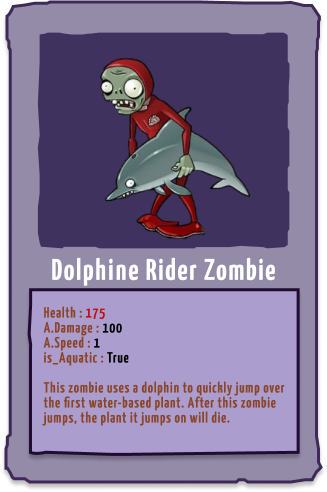 Dolphine Rider Zombie
Health : 175
A.Damage : 100
A.Speed : 1
is_Aquatic : True
This zombie uses a dolphin to quickly jump over
the first water-based plant. After this zombie
jumps, the plant it jumps on will die.